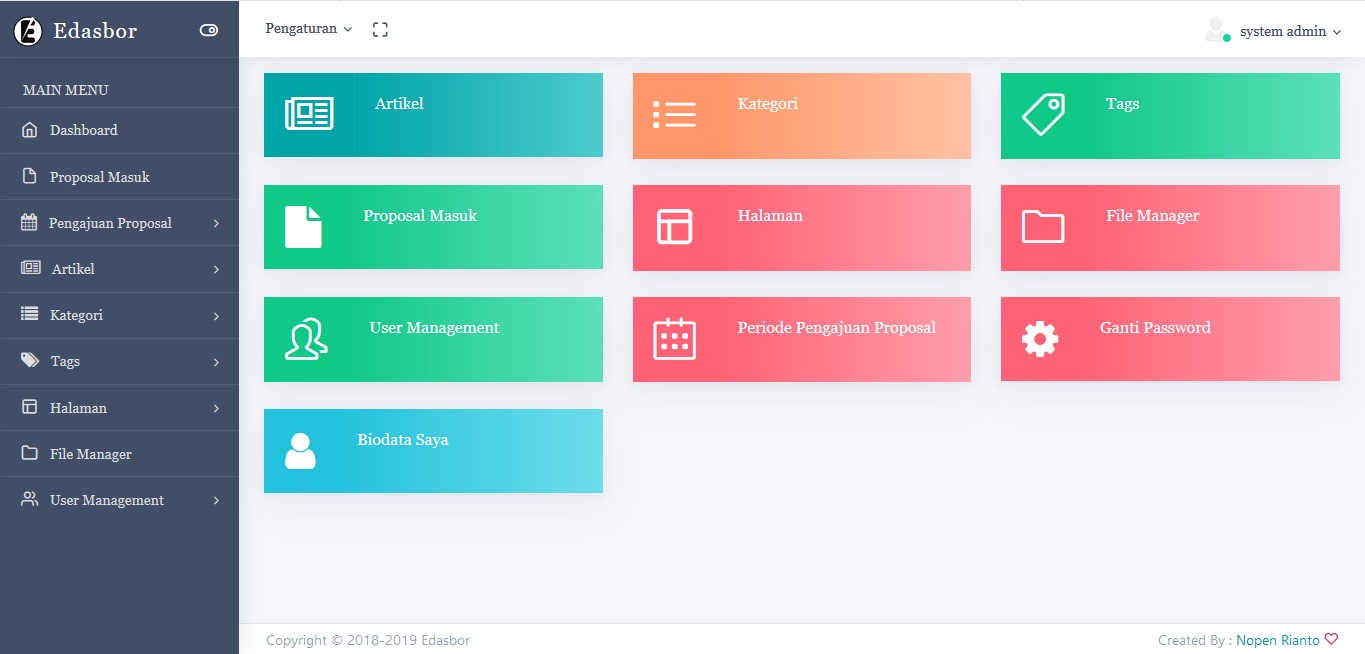 Edasbor
Pengaturan
system admin
MAIN MENU
Dashboard
Proposal Masuk
Pengajuan Proposal
Artikel
Kategori
Tags
Halaman
File Manager
User Management
Artikel
Kategori
Tags
Proposal Masuk
Halaman
File Manager
User Management
Periode Pengajuan Proposal
Ganti Password
Biodata Saya
Copyright © 2018-2019 Edasbor
Created By : Nopen Rianto